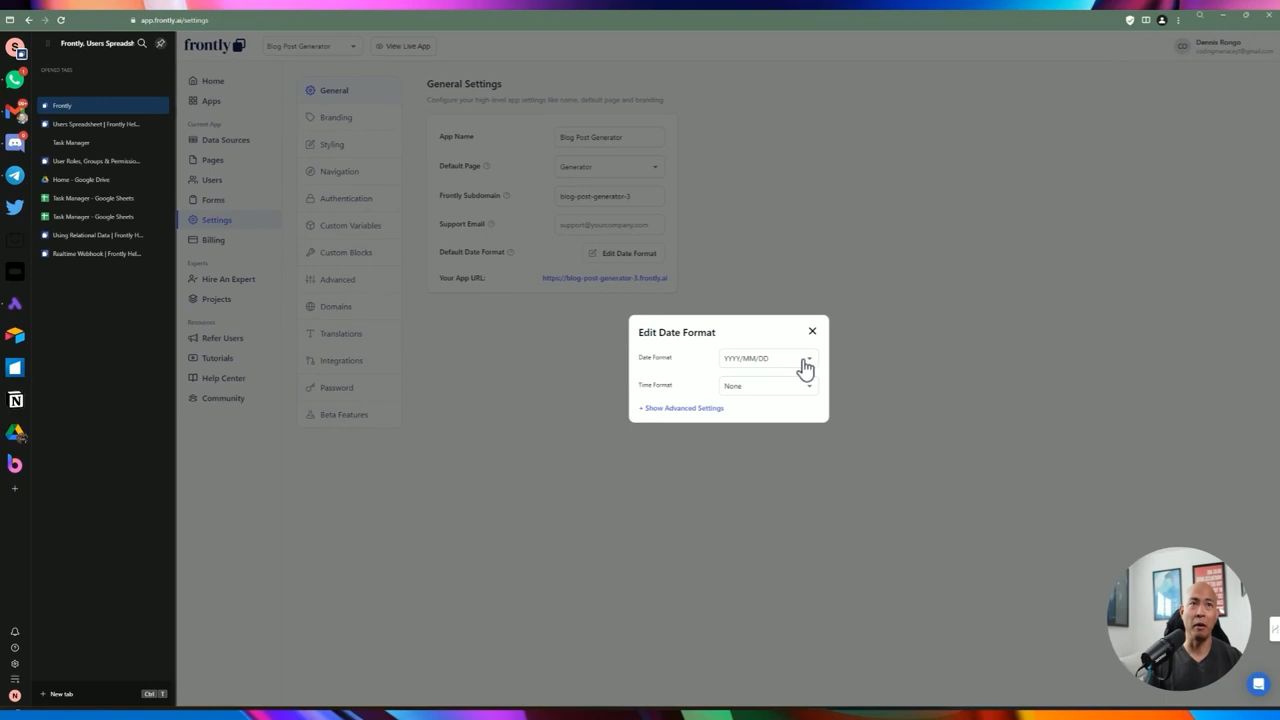 app.frontly.ai/settings
Frontly, Users Spreadsh
OPENED TABS
Frontly
Users Spreadsheet | Frontly Hel...
Task Manager
User Roles, Groups & Permissio...
Home - Google Drive
Task Manager - Google Sheets
Task Manager - Google Sheets
Using Relational Data | Frontly H...
Realtime Webhook | Frontly Hel...
New tab
Ctrl
T
frontly
Blog Post Generator
View Live App
Dennis Rongo
Home
Apps
Current App
Data Sources
Pages
Users
Forms
Settings
Billing
Experts
Hire An Expert
Projects
Resources
Refer Users
Tutorials
Help Center
Community
General
Branding
Styling
Navigation
Authentication
Custom Variables
Custom Blocks
Advanced
Domains
Translations
Integrations
Password
Beta Features
General Settings
Configure your high-level app settings like name, default page and branding
App Name
Blog Post Generator
Default Page
Generator
Frontly Subdomain
blog-post-generator-3
Support Email
support@yourcompany.com
Default Date Format
Edit Date Format
Your App URL:
https://blog-post-generator-3.frontly.ai
Edit Date Format
Date Format
YYYY/MM/DD
Time Format
None
+ Show Advanced Settings